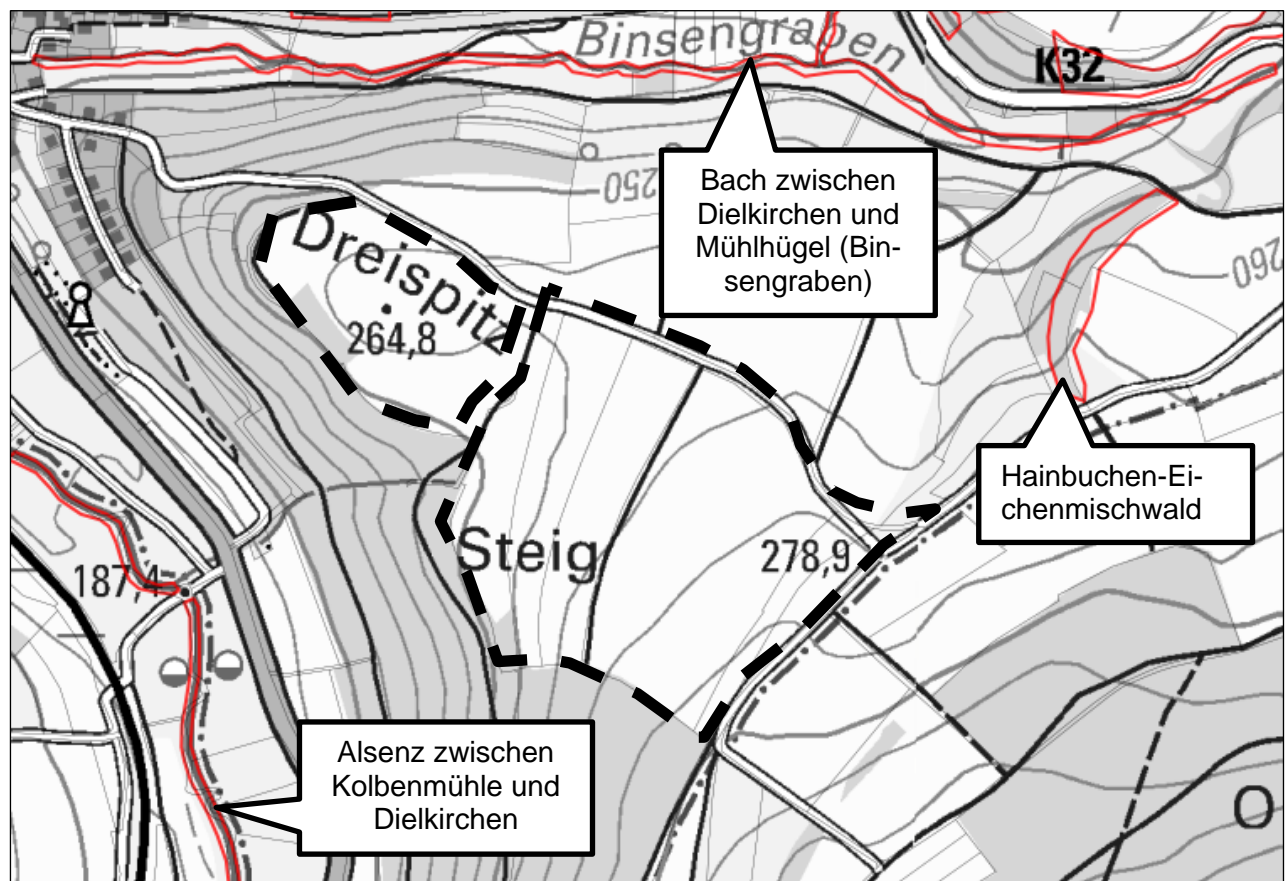 Binsengraben
K32
Bach zwischen
Dielkirchen und
Mühlhügel (Bin-
sengraben)
250
Dreispitz
264,8
260
Hainbuchen-Ei-
chenmischwald
Steig
278,9
187,4
Alsenz zwischen
Kolbenmühle und
Dielkirchen
O